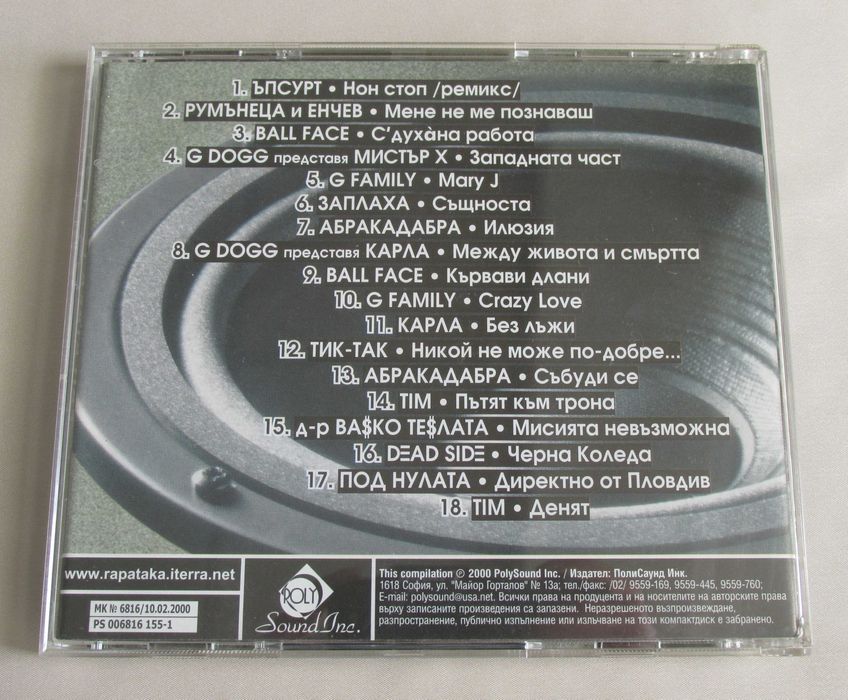 1. ЪПСУРТ • Нон стоп /ремикс/
2. РУМЪНЕЦА и ЕНЧЕВ • Мене не ме познаваш
3. BALL FACE • С'духàна работа
4. G DOGG представя МИСТЪР Х • Западната част
5. G FAMILY • Mary J
6. ЗАПЛАХА • Същноста
7. АБРАКАДАБРА • Илюзия
8. G DOGG представя КАРЛА • Между живота и смъртта
9. BALL FACE • Кървави длани
10. G FAMILY • Crazy Love
11. КАРЛА • Без лъжи
12. ТИК-ТАК • Никой не може по-добре...
13. АБРАКАДАБРА • Събуди се
14. TIM • Пътят към трона
15. д-р ВА$КО ТЕ$ЛАТА • Мисията невъзможна
16. DEAD SIDE • Черна Коледа
17. ПОД НУЛАТА • Директно от Пловдив
18. TIM • Денят
www.rapataka.iterra.net
МК № 6816/10.02.2000
PS 006816 155-1
POLY
Sound Inc.
This compilation ℗ 2000 PolySound Inc. / Издател: ПолиСаунд Инк.
1618 София, ул. "Майор Горталов" № 13а; тел./факс: /02/ 9559-169, 9559-445, 9559-760;
E-mail: polysound@usa.net. Всички права на продуцента и на носителите на авторските права
върху записаните произведения са запазени. Неразрешеното възпроизвеждане,
разпространение, публично изпълнение или излъчване на този компактдиск е забранено.